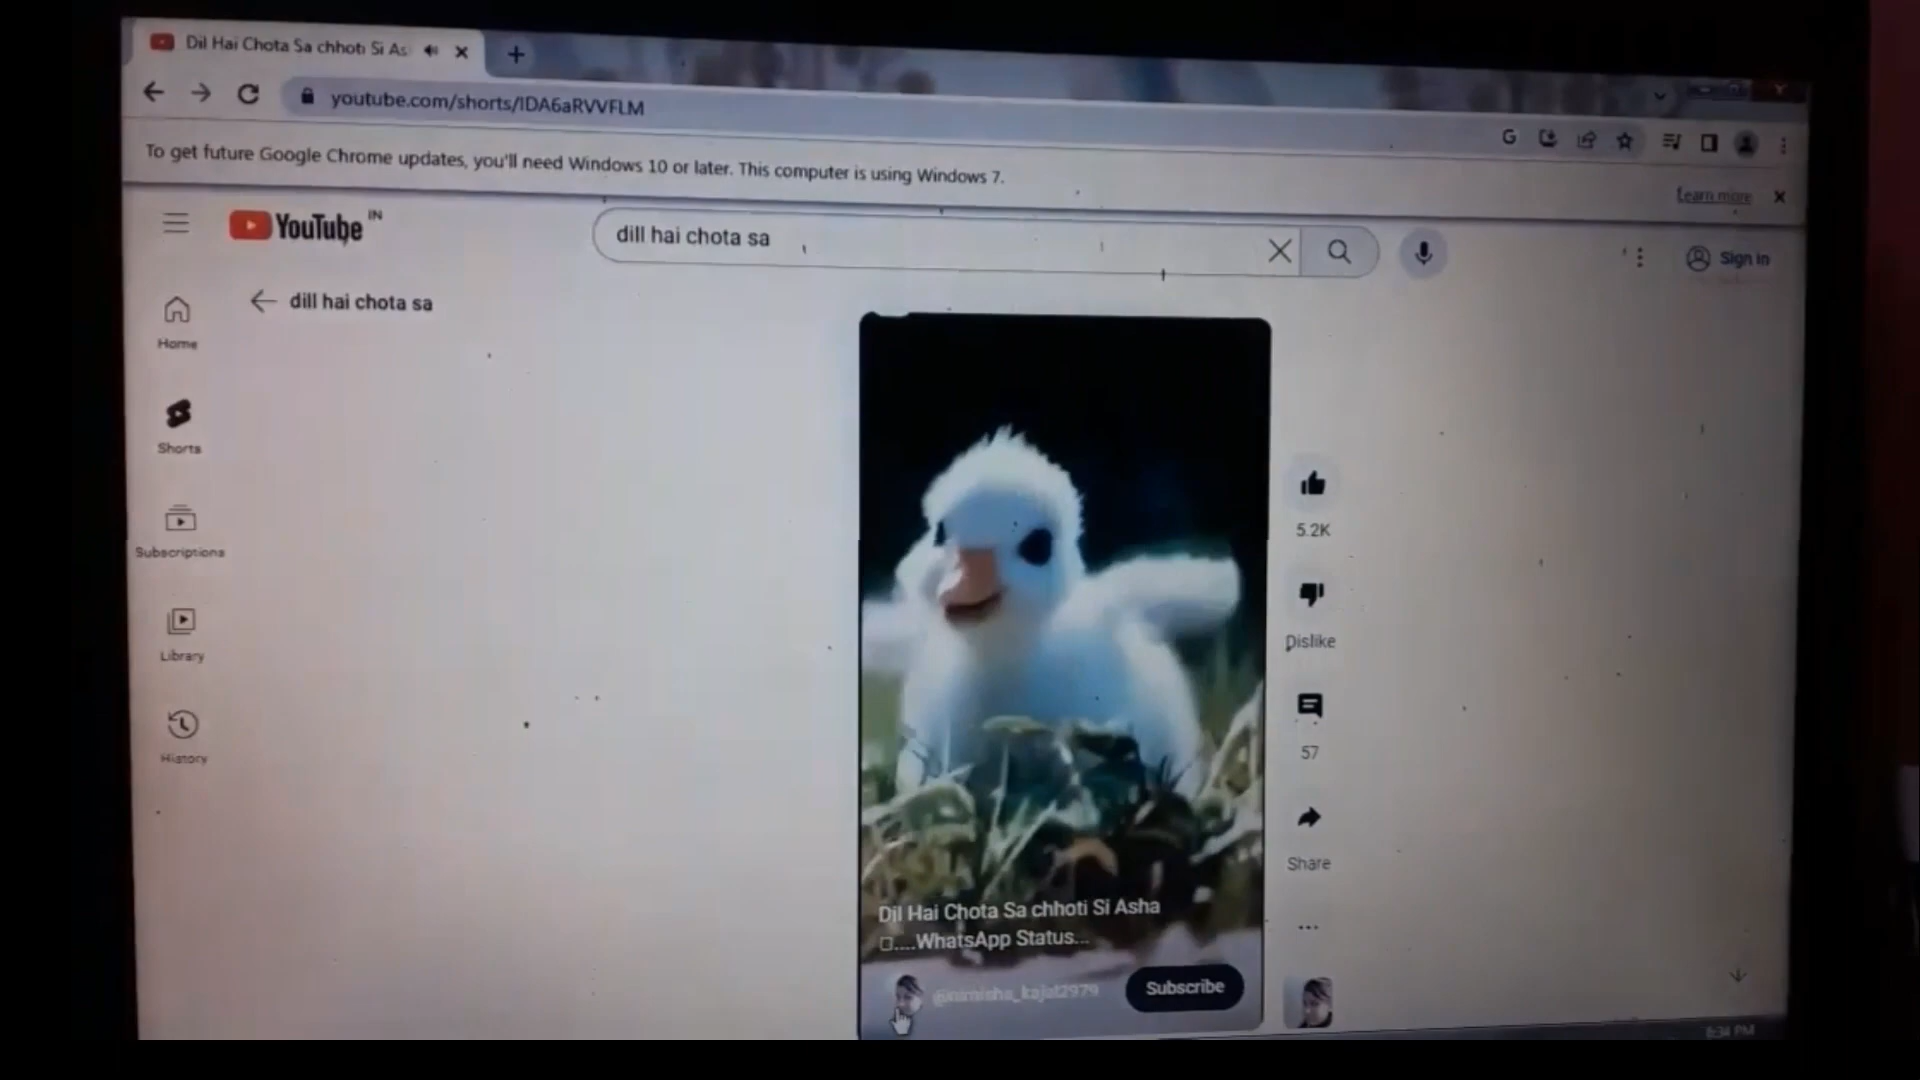 Dil Hai Chota Sa chhoti Si As
youtube.com/shorts/IDA6aRVVFLM
G
To get future Google Chrome updates, you'll need Windows 10 or later. This computer is using Windows 7.
Learn more
YouTube IN
dill hai chota sa
Sign in
dill hai chota sa
Home
Shorts
Subscriptions
Library
History
5.2K
Dislike
57
Share
Dil Hai Chota Sa chhoti Si Asha
....WhatsApp Status...
Subscribe
6:34 PM